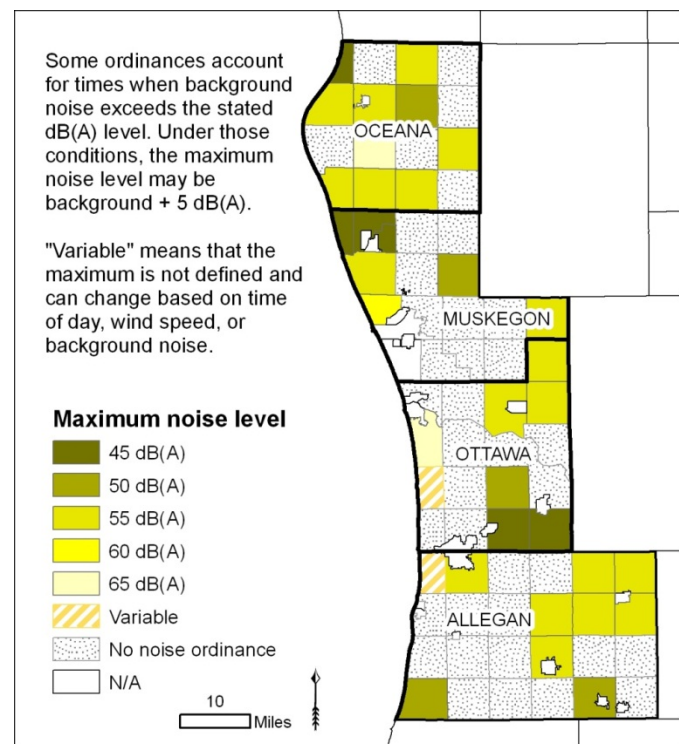 Some ordinances account
for times when background
noise exceeds the stated
dB(A) level. Under those
conditions, the maximum
noise level may be
background + 5 dB(A).
"Variable" means that the
maximum is not defined and
can change based on time
of day, wind speed, or
background noise.
OCEANA
MUSKEGON
OTTAWA
ALLEGAN
Maximum noise level
45 dB(A)
50 dB(A)
55 dB(A)
60 dB(A)
65 dB(A)
Variable
No noise ordinance
N/A
10
Miles